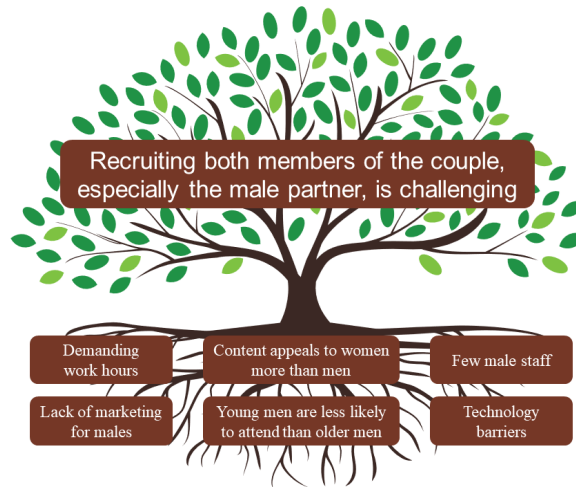 Recruiting both members of the couple,
especially the male partner, is challenging
Demanding
work hours
Content appeals to women
more than men
Few male staff
Lack of marketing
for males
Young men are less likely
to attend than older men
Technology
barriers